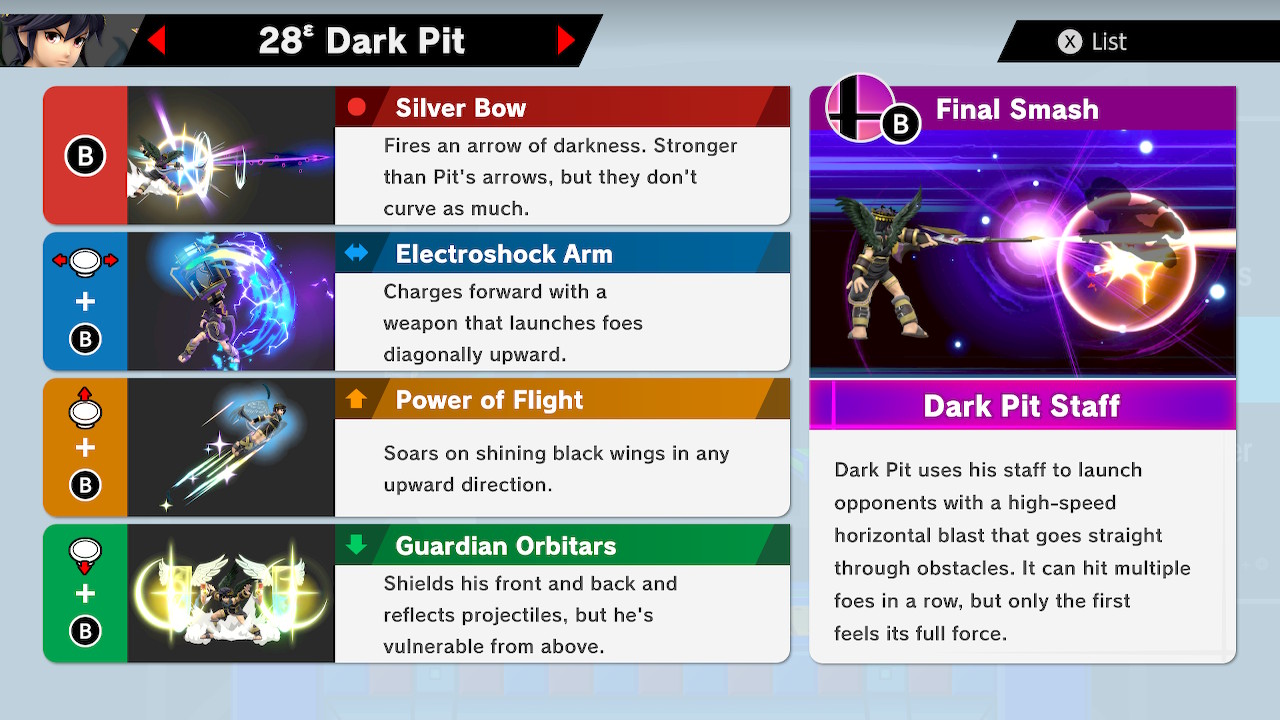 28ᵋ Dark Pit
X List
B
Silver Bow
Fires an arrow of darkness. Stronger
than Pit's arrows, but they don't
curve as much.
+
B
Electroshock Arm
Charges forward with a
weapon that launches foes
diagonally upward.
+
B
Power of Flight
Soars on shining black wings in any
upward direction.
+
B
Guardian Orbitars
Shields his front and back and
reflects projectiles, but he's
vulnerable from above.
B
Final Smash
Dark Pit Staff
Dark Pit uses his staff to launch
opponents with a high-speed
horizontal blast that goes straight
through obstacles. It can hit multiple
foes in a row, but only the first
feels its full force.